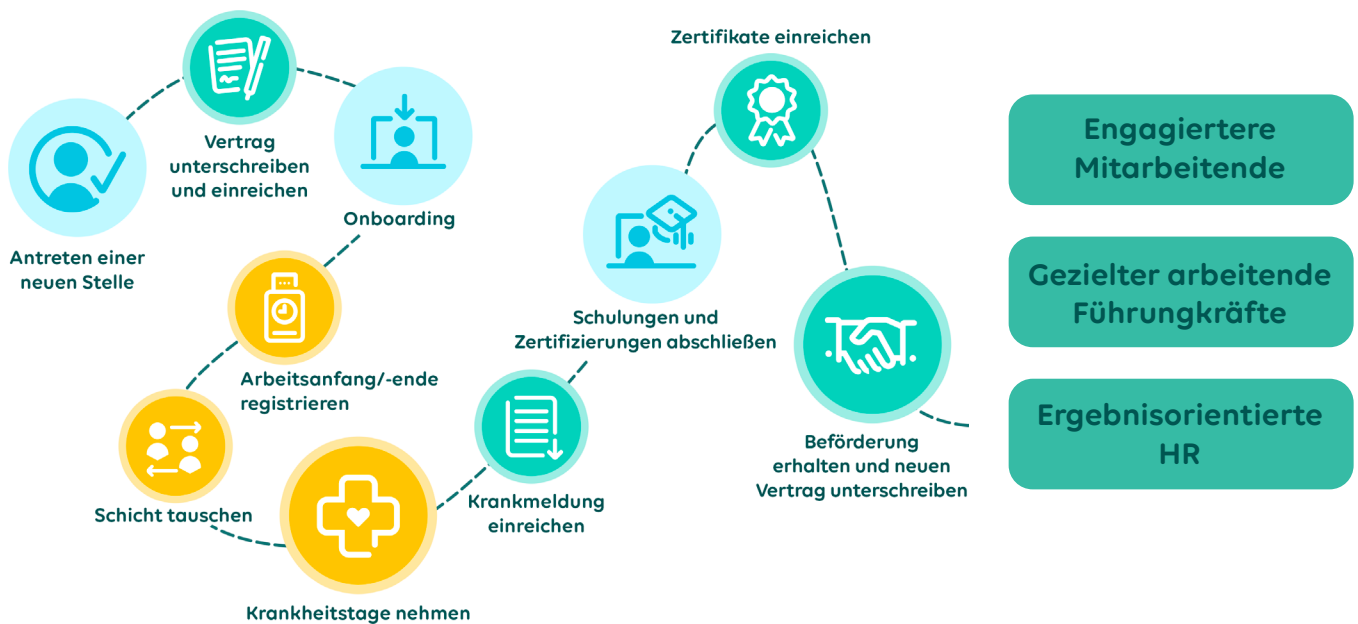 Antreten einer
neuen Stelle
Vertrag
unterschreiben
und einreichen
Onboarding
Arbeitsanfang/-ende
registrieren
Schicht tauschen
Krankheitstage nehmen
Krankmeldung
einreichen
Schulungen und
Zertifizierungen abschließen
Zertifikate einreichen
Beförderung
erhalten und neuen
Vertrag unterschreiben
Engagiertere
Mitarbeitende
Gezielter arbeitende
Führungkräfte
Ergebnisorientierte
HR